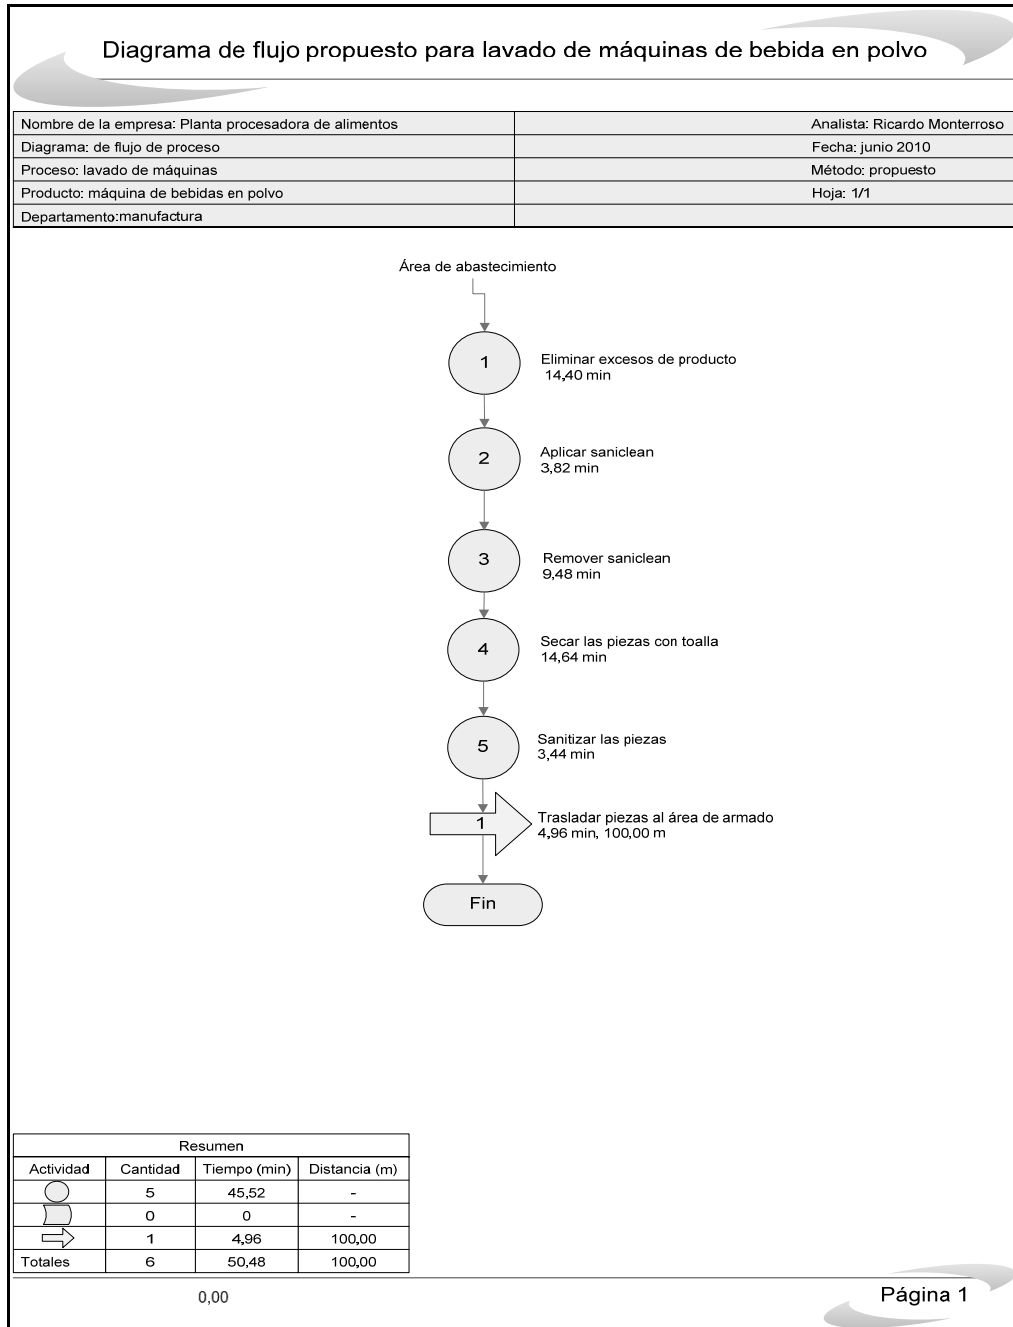 Diagrama de flujo propuesto para lavado de máquinas de bebida en polvo
Nombre de la empresa: Planta procesadora de alimentos
Analista: Ricardo Monterroso
Diagrama: de flujo de proceso
Fecha: junio 2010
Proceso: lavado de máquinas
Método: propuesto
Producto: máquina de bebidas en polvo
Hoja: 1/1
Departamento:manufactura
Área de abastecimiento
1
Eliminar excesos de producto
14,40 min
2
Aplicar saniclean
3,82 min
3
Remover saniclean
9,48 min
4
Secar las piezas con toalla
14,64 min
5
Sanitizar las piezas
3,44 min
1
Trasladar piezas al área de armado
4,96 min, 100,00 m
Fin
Resumen
Actividad Cantidad Tiempo (min) Distancia (m)
5 45,52 -
0 0 -
1 4,96 100,00
Totales 6 50,48 100,00
0,00
Página 1